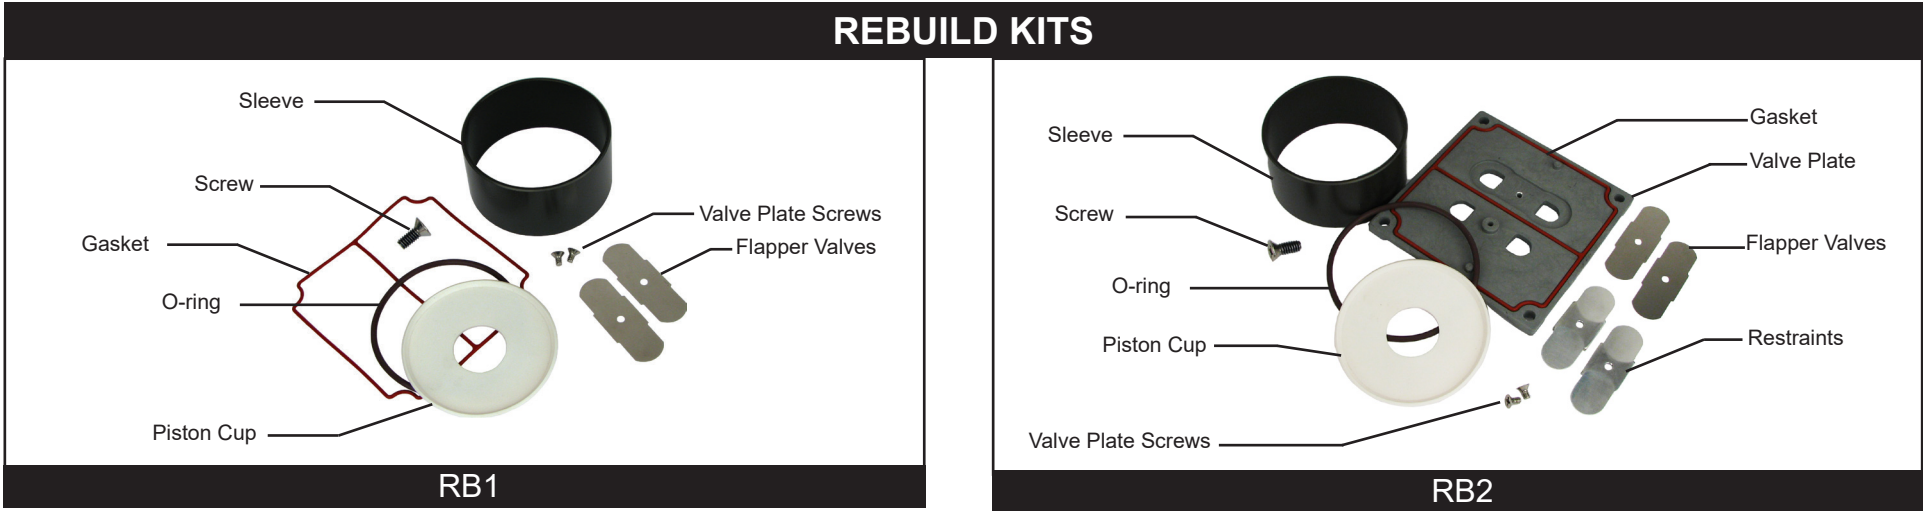 REBUILD KITS
Sleeve
Screw
Gasket
O-ring
Piston Cup
Valve Plate Screws
Flapper Valves
RB1
Sleeve
Screw
O-ring
Piston Cup
Valve Plate Screws
Gasket
Valve Plate
Flapper Valves
Restraints
RB2